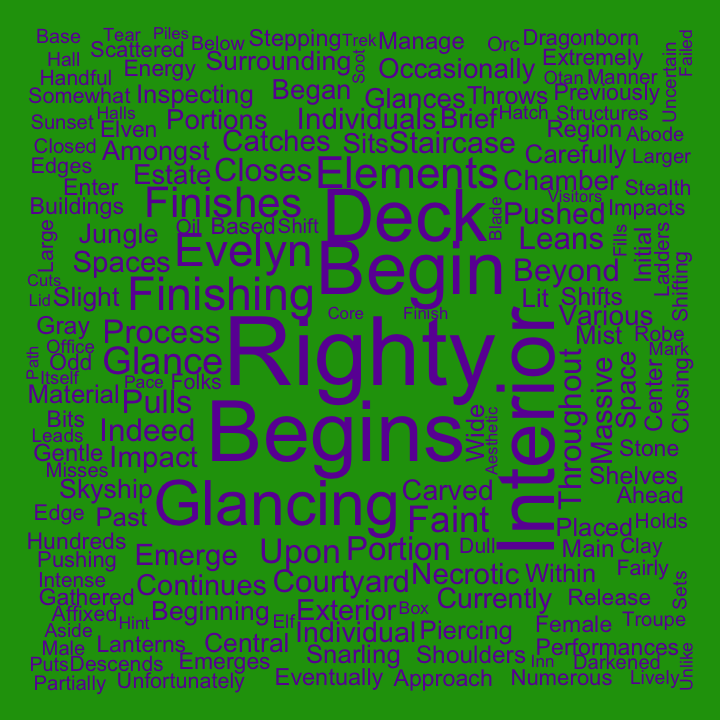 Base Tear Piles
Scattered Below Stepping Trek Manage Orc Dragonborn
Hall Energy Surrounding Soot Occasionally Extremely Uncertain Failed
Handful Inspecting Began Glances Throws Otan Manner Previously
Somewhat Halls Portions Individuals Brief Hatch Structures
Sunset Elven Catches Sits Staircase Region Abode
Closed Amongst Closes Elements Carefully Larger
Edges Estate Chamber Visitors Stealth
Enter Finishes Deck Blade Pushed Impacts
Buildings Oil Based Shift Leans Fills Initial Ladders
Large Jungle Evelyn Begin Beyond Shifting
Spaces
Cuts Finishing Lit Shifts
Lid Slight Core Finish Various
Gray Process Righty Interior Mist Robe
Path Office Glance Throughout Massive Space Center Mark
Odd Closing
Itself Pace Folks
Material Pulls
Bits Indeed Begins Wide Aesthetic
Leads Stone
Gentle Impact
Misses Shelves
Skyship Glancing Carved Ahead
Edge Past Faint Placed Holds
Hundreds Emerge Upon Portion Dull Main Clay
Pushing Necrotic Within Fairly
Intense Continues Courtyard Currently Release Sets
Gathered
Affixed Hint Beginning Elf Exterior Box Female Troupe
Aside Individual Piercing
Male Lanterns Central Snarling Shoulders Performances
Puts Descends Emerges Inn Darkened Unlike
Partially Unfortunately Eventually Approach Numerous Lively